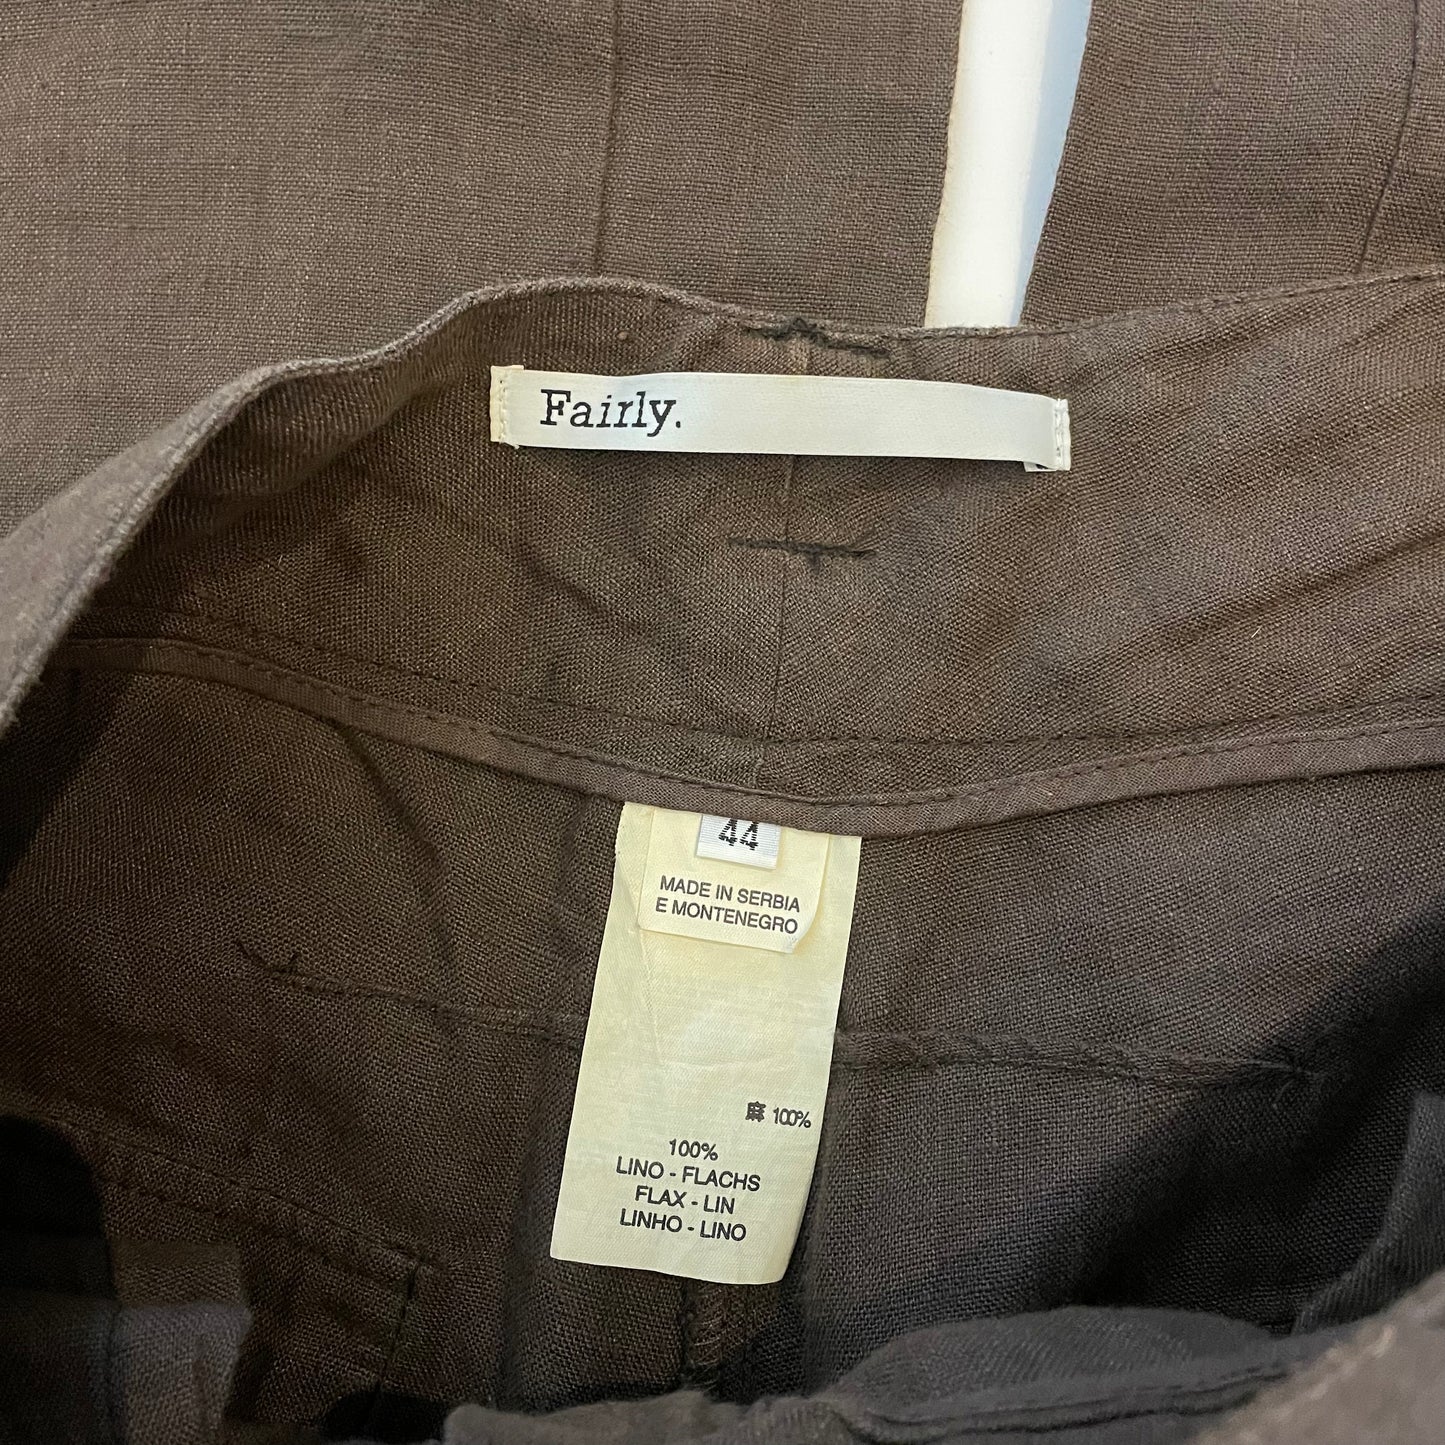 Fairly.
44
MADE IN SERBIA
E MONTENEGRO
麻 100%
100%
LINO - FLACHS
FLAX - LIN
LINHO - LINO